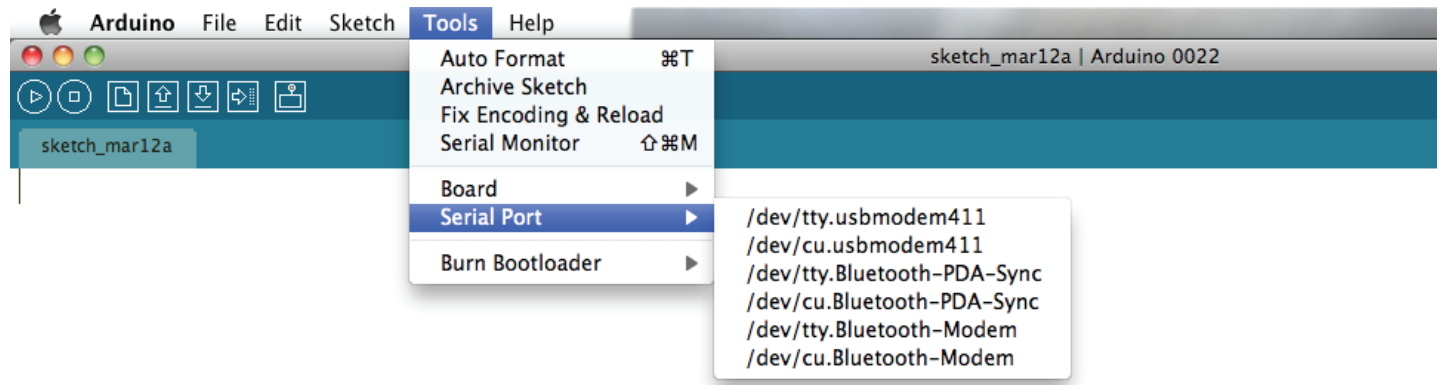 Arduino File Edit Sketch Tools Help
sketch_mar12a | Arduino 0022
sketch_mar12a
Auto Format ⌘T
Archive Sketch
Fix Encoding & Reload
Serial Monitor ⇧⌘M
Board
Serial Port
Burn Bootloader
/dev/tty.usbmodem411
/dev/cu.usbmodem411
/dev/tty.Bluetooth-PDA-Sync
/dev/cu.Bluetooth-PDA-Sync
/dev/tty.Bluetooth-Modem
/dev/cu.Bluetooth-Modem